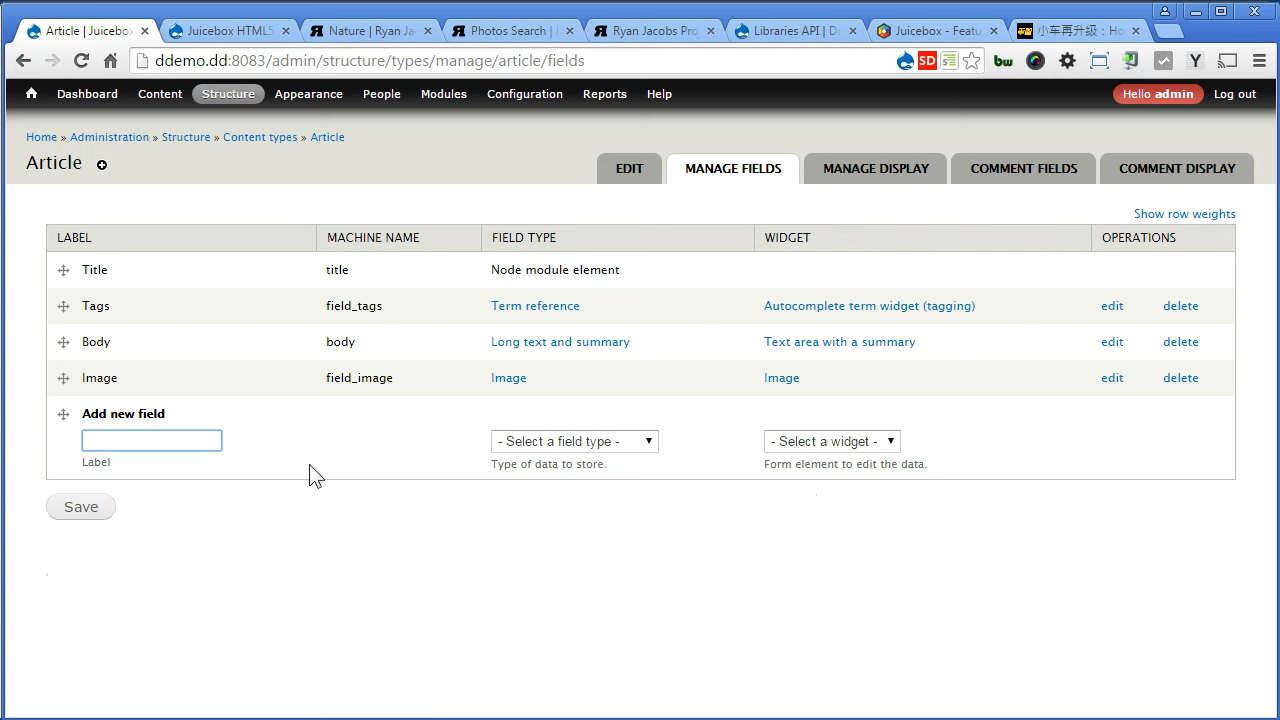 Article | Juicebox
Juicebox HTML5
Nature | Ryan Ja
Photos Search |
Ryan Jacobs Pro
Libraries API | D
Juicebox - Featu
小车再升級：Ho
ddemo.dd:8083/admin/structure/types/manage/article/fields
SD
bw
Y
Dashboard Content Structure Appearance People Modules Configuration Reports Help Hello admin Log out
Home » Administration » Structure » Content types » Article
Article
EDIT MANAGE FIELDS MANAGE DISPLAY COMMENT FIELDS COMMENT DISPLAY
Show row weights
LABEL MACHINE NAME FIELD TYPE WIDGET OPERATIONS
Title title Node module element
Tags field_tags Term reference Autocomplete term widget (tagging) edit delete
Body body Long text and summary Text area with a summary edit delete
Image field_image Image Image edit delete
Add new field
- Select a field type - - Select a widget -
Label Type of data to store. Form element to edit the data.
Save